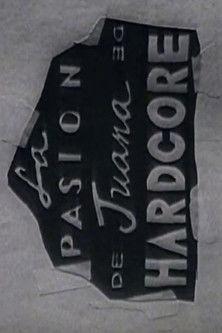 La
PASION
DE Juana DE
HARDCORE